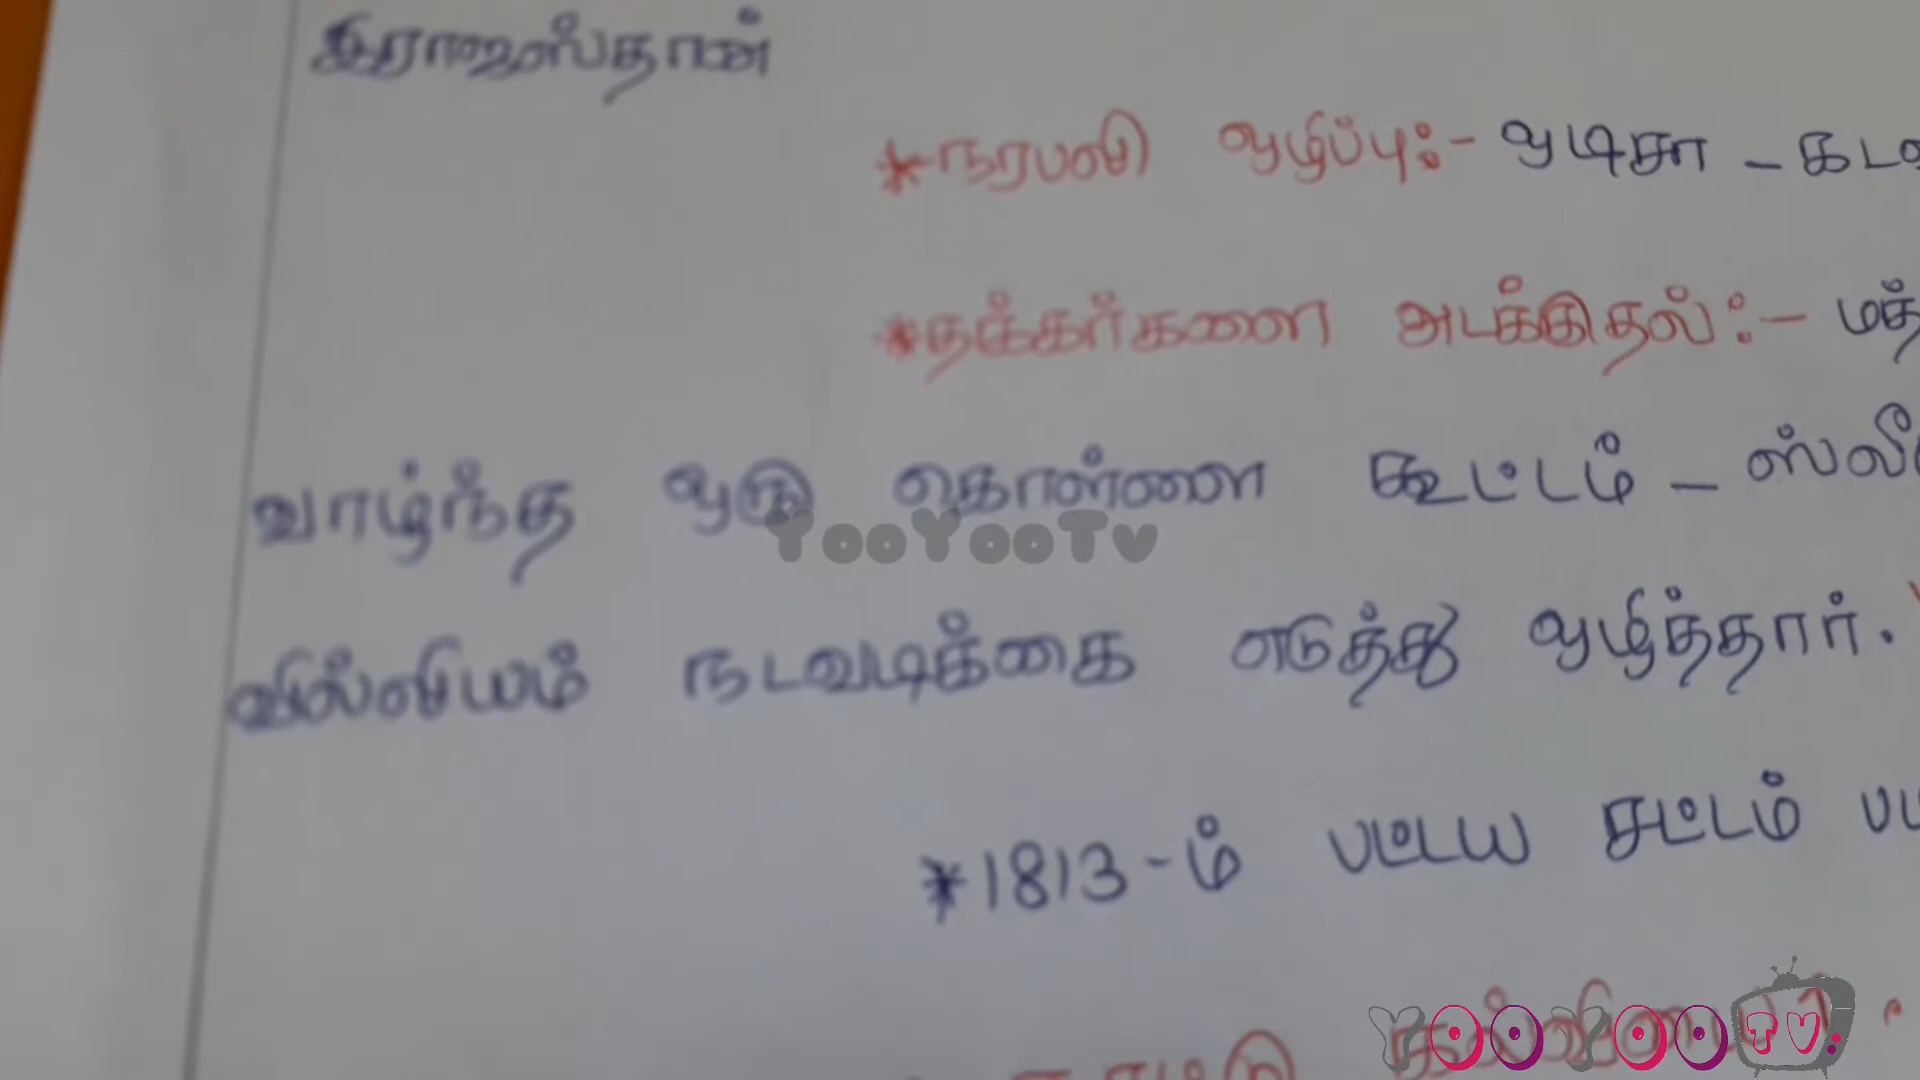 இராஜஸ்தான்
*நரபலி ஒழிப்பு:- ஒடிசா -
*தக்கர்களை அடக்குதல்:-
வாழ்ந்த ஒரு கொள்ளை கூட்டம் -
YooYooTv
வில்லியம் நடவடிக்கை எடுத்து ஒழித்தார்.
*1813-ம் பட்டய சட்டம்
YOOYOOTV